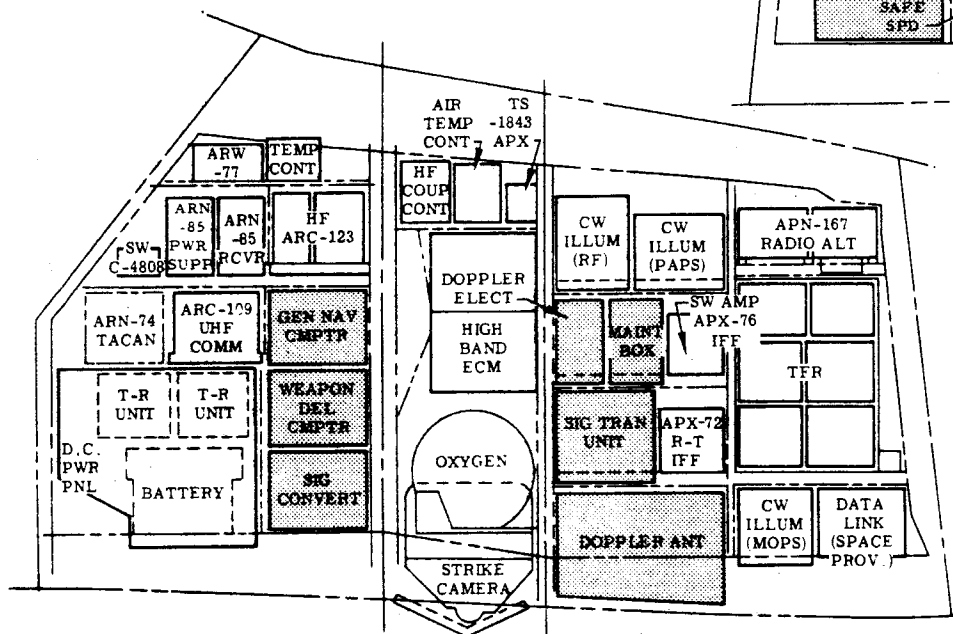 SAFE
SPD
AIR
TEMP
CONT
TS
-1843
APX
ARW
-77
TEMP
CONT
HF
COUP
CONT
ARN
-85
PWR
SUPP
ARN
-85
RCVR
HF
ARC-123
SW
C-4808
CW
ILLUM
(RF)
CW
ILLUM
(PAPS)
APN-167
RADIO ALT
DOPPLER
ELECT
ARN-74
TACAN
ARC-109
UHF
COMM
GEN NAV
CMPTR
HIGH
BAND
ECM
MAINT
BOX
SW AMP
APX-76
IFF
TFR
T-R
UNIT
T-R
UNIT
WEAPON
DEL
CMPTR
SIG TRAN
UNIT
APX-72
R-T
IFF
D.C.
PWR
PNL
BATTERY
SIG
CONVERT
OXYGEN
DOPPLER ANT
CW
ILLUM
(MOPS)
DATA
LINK
(SPACE
PROV.)
STRIKE
CAMERA